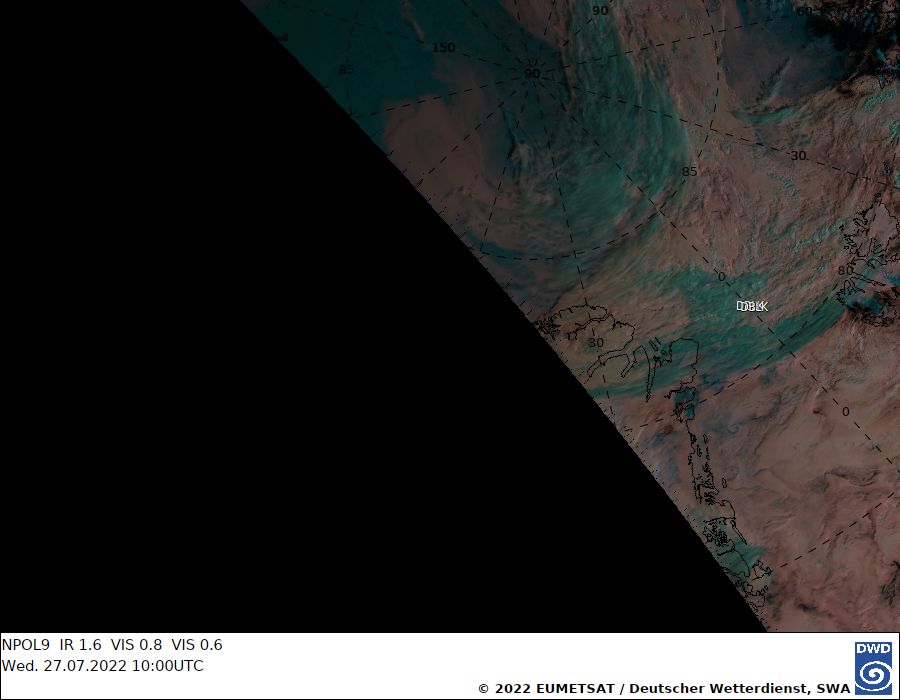 90
60
150
90
85
30
85
80
0
DBLK
30
0
NPOL9 IR 1.6 VIS 0.8 VIS 0.6
Wed. 27.07.2022 10:00UTC
DWD
© 2022 EUMETSAT / Deutscher Wetterdienst, SWA